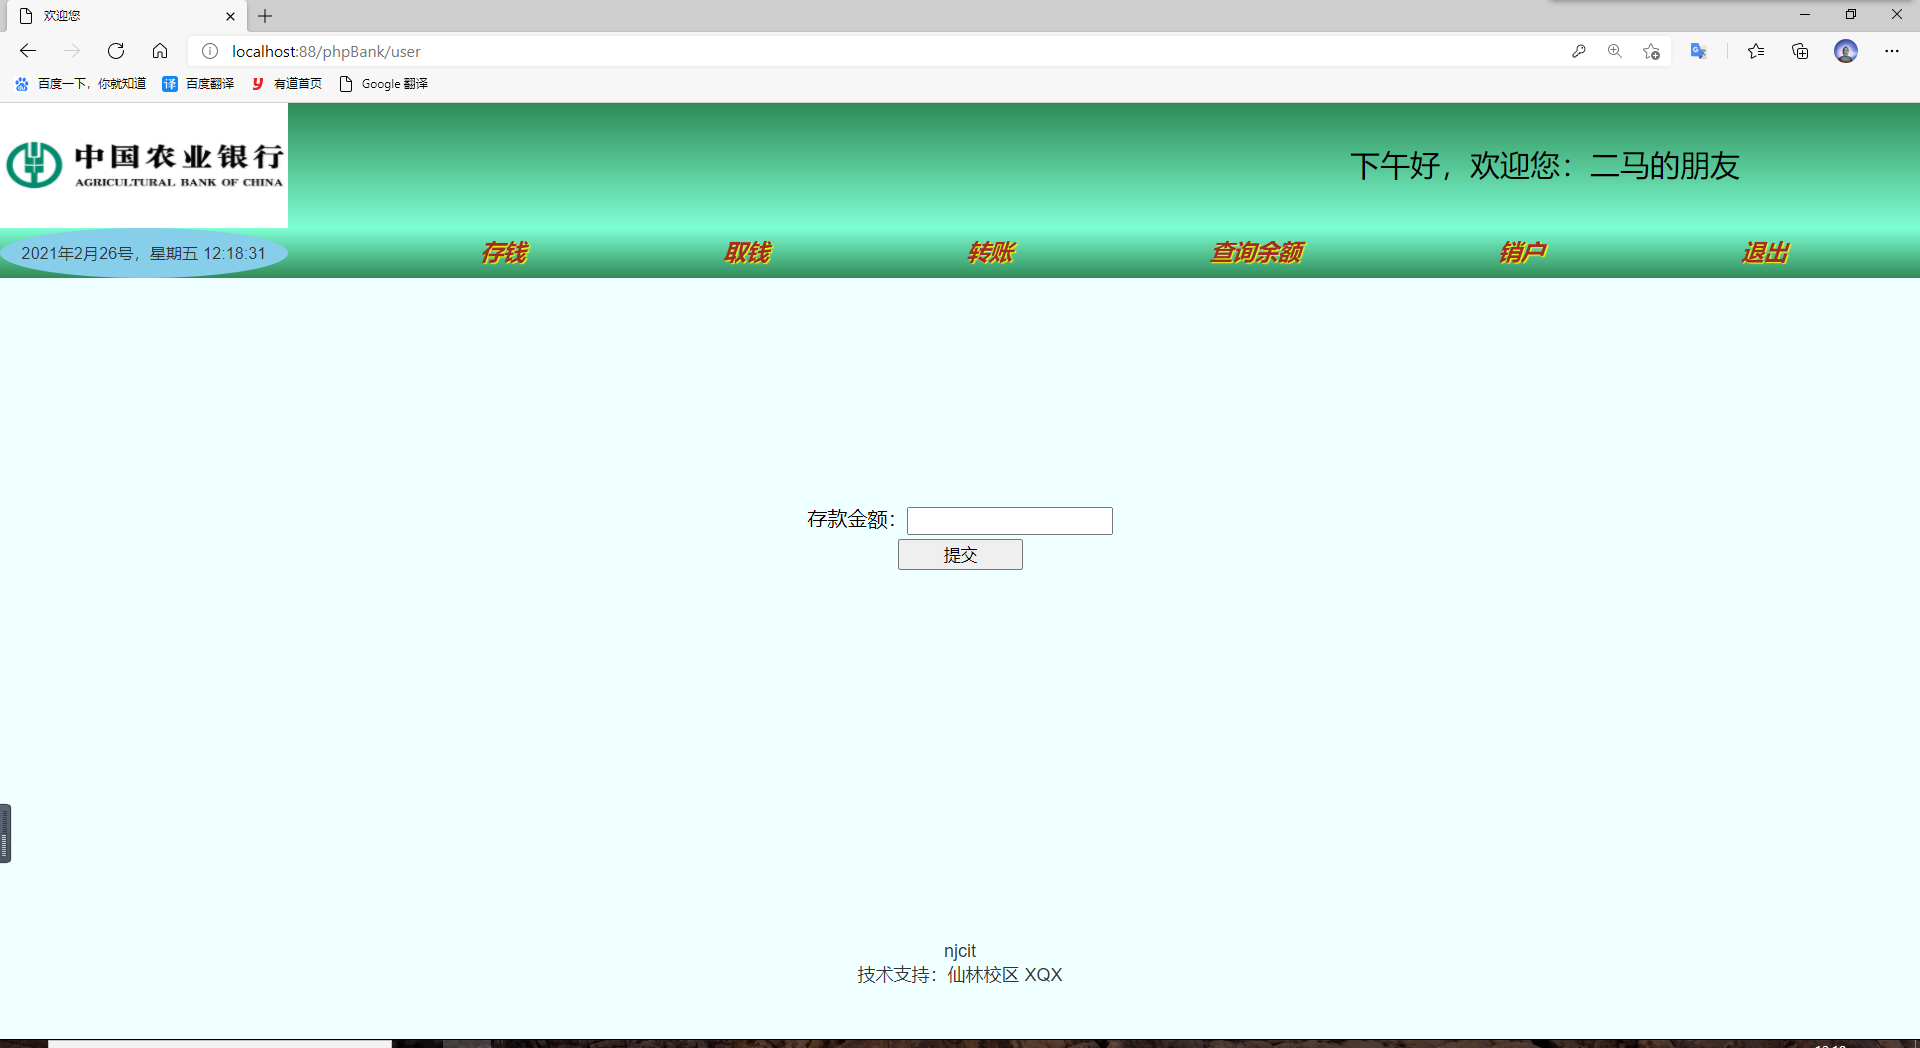 欢迎您
localhost:88/phpBank/user
百度一下，你就知道 译 百度翻译 y 有道首页 Google 翻译
中国农业银行
AGRICULTURAL BANK OF CHINA
下午好，欢迎您：二马的朋友
2021年2月26号，星期五 12:18:31 存钱 取钱 转账 查询余额 销户 退出
存款金额：
提交
njcit
技术支持：仙林校区 XQX